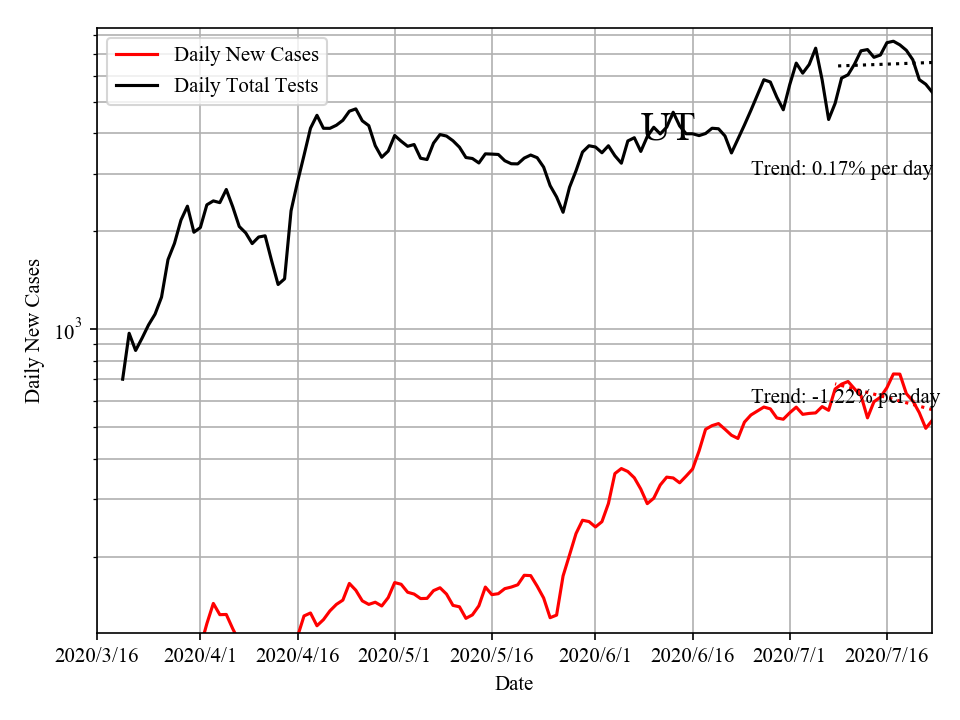 Daily New Cases
Daily Total Tests
UT
Trend: 0.17% per day
Daily New Cases
10^3
Trend: -1.22% per day
2020/3/16 2020/4/1 2020/4/16 2020/5/1 2020/5/16 2020/6/1 2020/6/16 2020/7/1 2020/7/16
Date